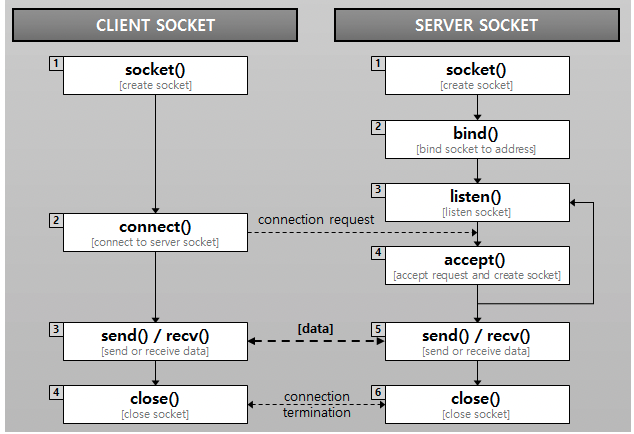 CLIENT SOCKET
SERVER SOCKET
1
socket()
[create socket]
1
socket()
[create socket]
2
bind()
[bind socket to address]
3
listen()
[listen socket]
2
connect()
[connect to server socket]
connection request
4
accept()
[accept request and create socket]
3
send() / recv()
[send or receive data]
[data]
5
send() / recv()
[send or receive data]
4
close()
[close socket]
connection
termination
6
close()
[close socket]